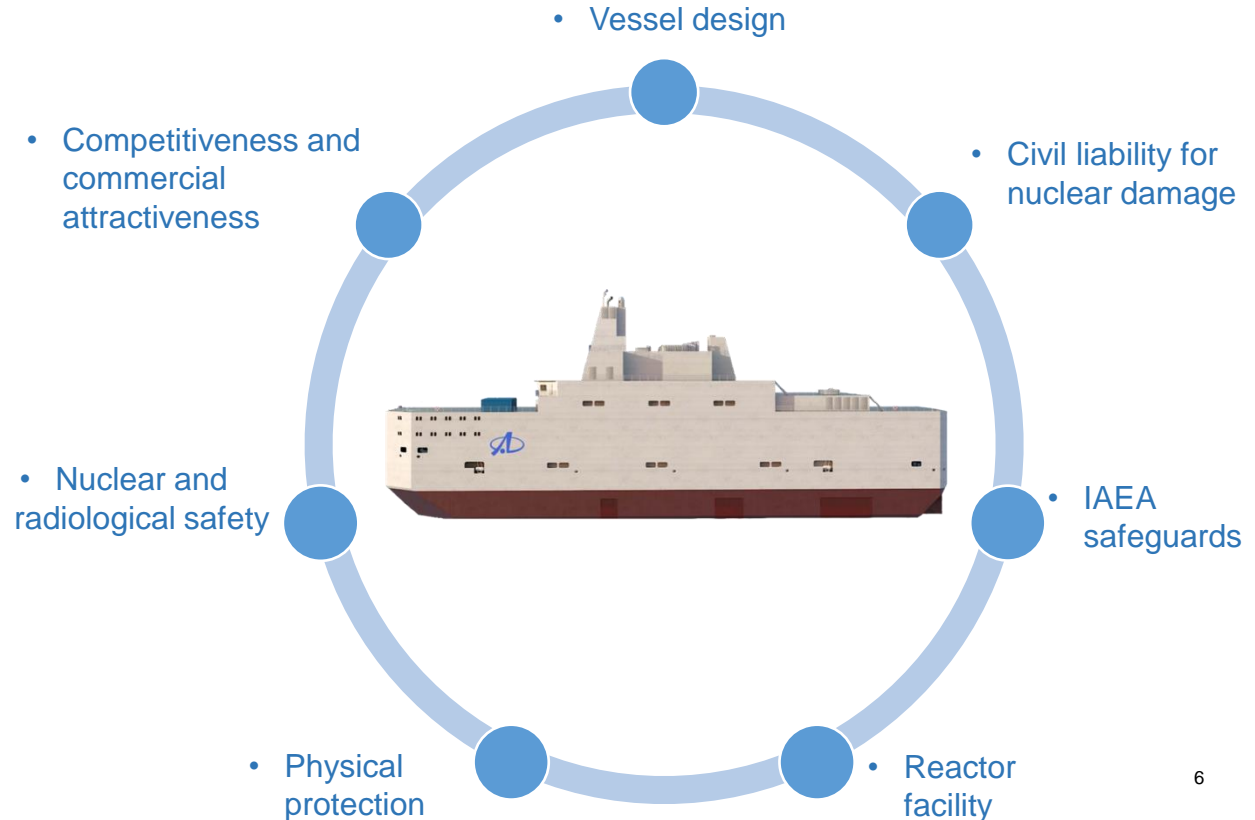 • Vessel design
• Competitiveness and
commercial
attractiveness
• Civil liability for
nuclear damage
• Nuclear and
radiological safety
• IAEA
safeguards
• Physical
protection
• Reactor
facility
6